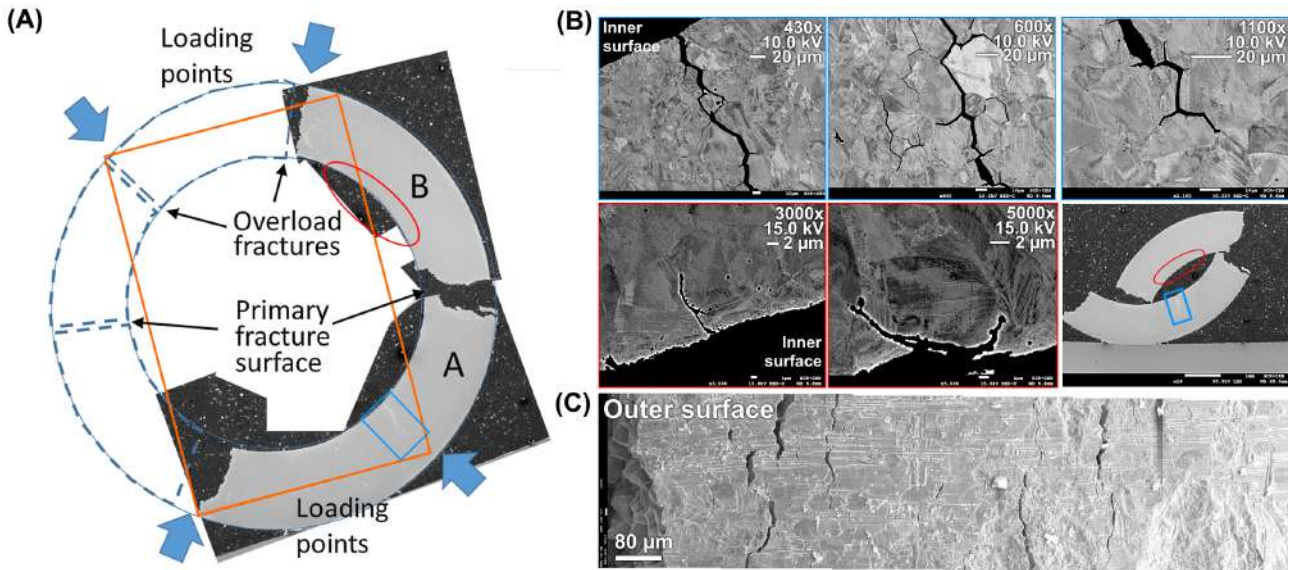 (A)
Loading
points
B
Overload
fractures
Primary
fracture
surface
A
Loading
points
(B)
Inner
surface
430x
10.0 kV
20 µm
600x
10.0 kV
20 µm
1100x
10.0 kV
20 µm
3000x
15.0 kV
2 µm
Inner
surface
5000x
15.0 kV
2 µm
(C)
Outer surface
80 µm